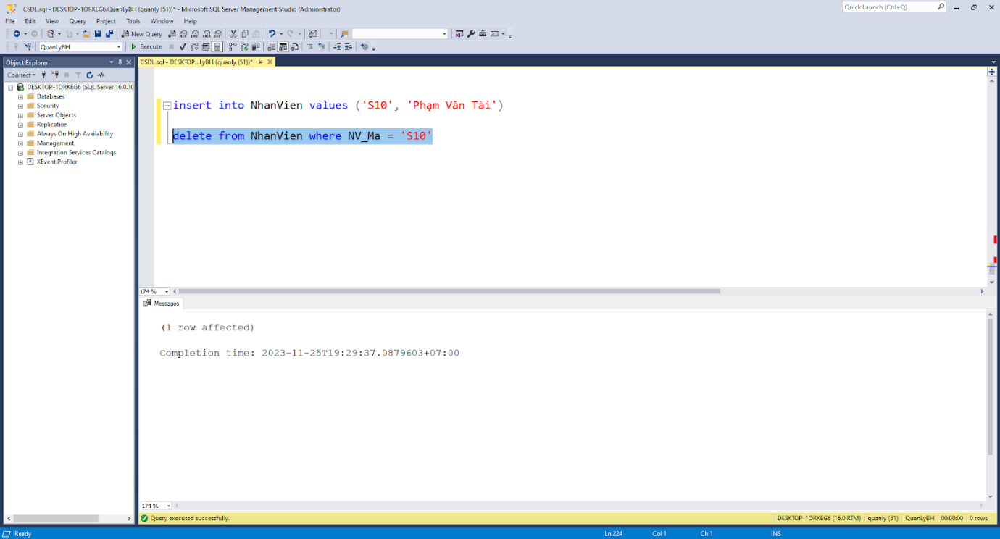 CSDL.sql - DESKTOP-1ORKEG6.QuanLyBH (quanly (51))* - Microsoft SQL Server Management Studio (Administrator)
Quick Launch (Ctrl+Q)
File Edit View Query Project Tools Window Help
New Query
QuanLyBH
Execute
Object Explorer
Connect
DESKTOP-1ORKEG6 (SQL Server 16.0.10
Databases
Security
Server Objects
Replication
Always On High Availability
Management
Integration Services Catalogs
XEvent Profiler
CSDL.sql - DESKTOP...LyBH (quanly (51))*
insert into NhanVien values ('S10', 'Phạm Văn Tài')
delete from NhanVien where NV_Ma = 'S10'
174 %
Messages
(1 row affected)
Completion time: 2023-11-25T19:29:37.0879603+07:00
174 %
Query executed successfully.
DESKTOP-1ORKEG6 (16.0 RTM) quanly (51) QuanLyBH 00:00:00 0 rows
Ready
Ln 224 Col 1 Ch 1 INS